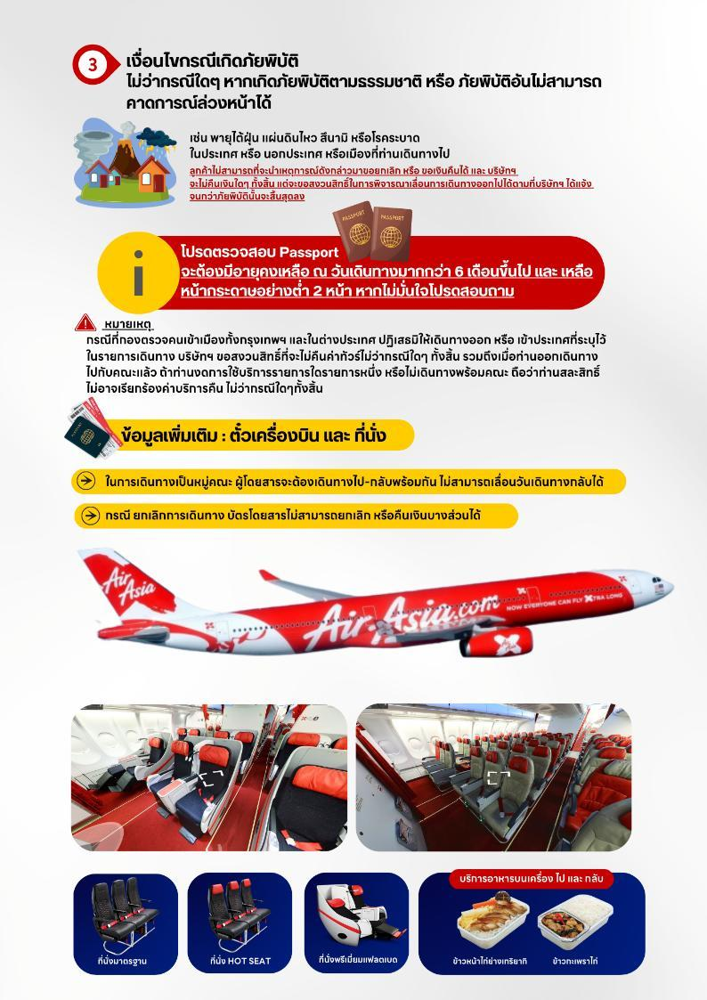 3
เงื่อนไขกรณีเกิดภัยพิบัติ
ไม่ว่ากรณีใดๆ หากเกิดภัยพิบัติตามธรรมชาติ หรือ ภัยพิบัติอันไม่สามารถ
คาดการณ์ล่วงหน้าได้
เช่น พายุไต้ฝุ่น แผ่นดินไหว สึนามิ หรือโรคระบาด
ในประเทศ หรือ นอกประเทศ หรือเมืองที่ท่านเดินทางไป
ลูกค้าไม่สามารถที่จะนำเหตุการณ์ดังกล่าวมาขอยกเลิก หรือ ขอเงินคืนได้ และ บริษัทฯ
จะไม่คืนเงินใดๆ ทั้งสิ้น แต่จะขอสงวนสิทธิ์ในการพิจารณาเลื่อนการเดินทางออกไปได้ตามที่บริษัทฯ ได้แจ้ง
จนกว่าภัยพิบัตินั้นจะสิ้นสุดลง
PASSPORT
PASSPORT
โปรดตรวจสอบ Passport
จะต้องมีอายุคงเหลือ ณ วันเดินทางมากกว่า 6 เดือนขึ้นไป และ เหลือ
หน้ากระดาษอย่างต่ำ 2 หน้า หากไม่มั่นใจโปรดสอบถาม
หมายเหตุ
กรณีที่กองตรวจคนเข้าเมืองทั้งกรุงเทพฯ และในต่างประเทศ ปฏิเสธมิให้เดินทางออก หรือ เข้าประเทศที่ระบุไว้
ในรายการเดินทาง บริษัทฯ ขอสงวนสิทธิ์ที่จะไม่คืนค่าทัวร์ไม่ว่ากรณีใดๆ ทั้งสิ้น รวมถึงเมื่อท่านออกเดินทาง
ไปกับคณะแล้ว ถ้าท่านงดการใช้บริการรายการใดรายการหนึ่ง หรือไม่เดินทางพร้อมคณะ ถือว่าท่านสละสิทธิ์
ไม่อาจเรียกร้องค่าบริการคืน ไม่ว่ากรณีใดๆทั้งสิ้น
ข้อมูลเพิ่มเติม : ตั๋วเครื่องบิน และ ที่นั่ง
ในการเดินทางเป็นหมู่คณะ ผู้โดยสารจะต้องเดินทางไป-กลับพร้อมกัน ไม่สามารถเลื่อนวันเดินทางกลับได้
กรณี ยกเลิกการเดินทาง บัตรโดยสารไม่สามารถยกเลิก หรือคืนเงินบางส่วนได้
Air Asia
AirAsia.com
NOW EVERYONE CAN FLY XTRA LONG
บริการอาหารบนเครื่อง ไป และ กลับ
ที่นั่งมาตรฐาน
ที่นั่ง HOT SEAT
ที่นั่งพรีเมี่ยมแฟลตเบด
ข้าวหน้าไก่ย่างเทริยากิ
ข้าวกะเพราไก่